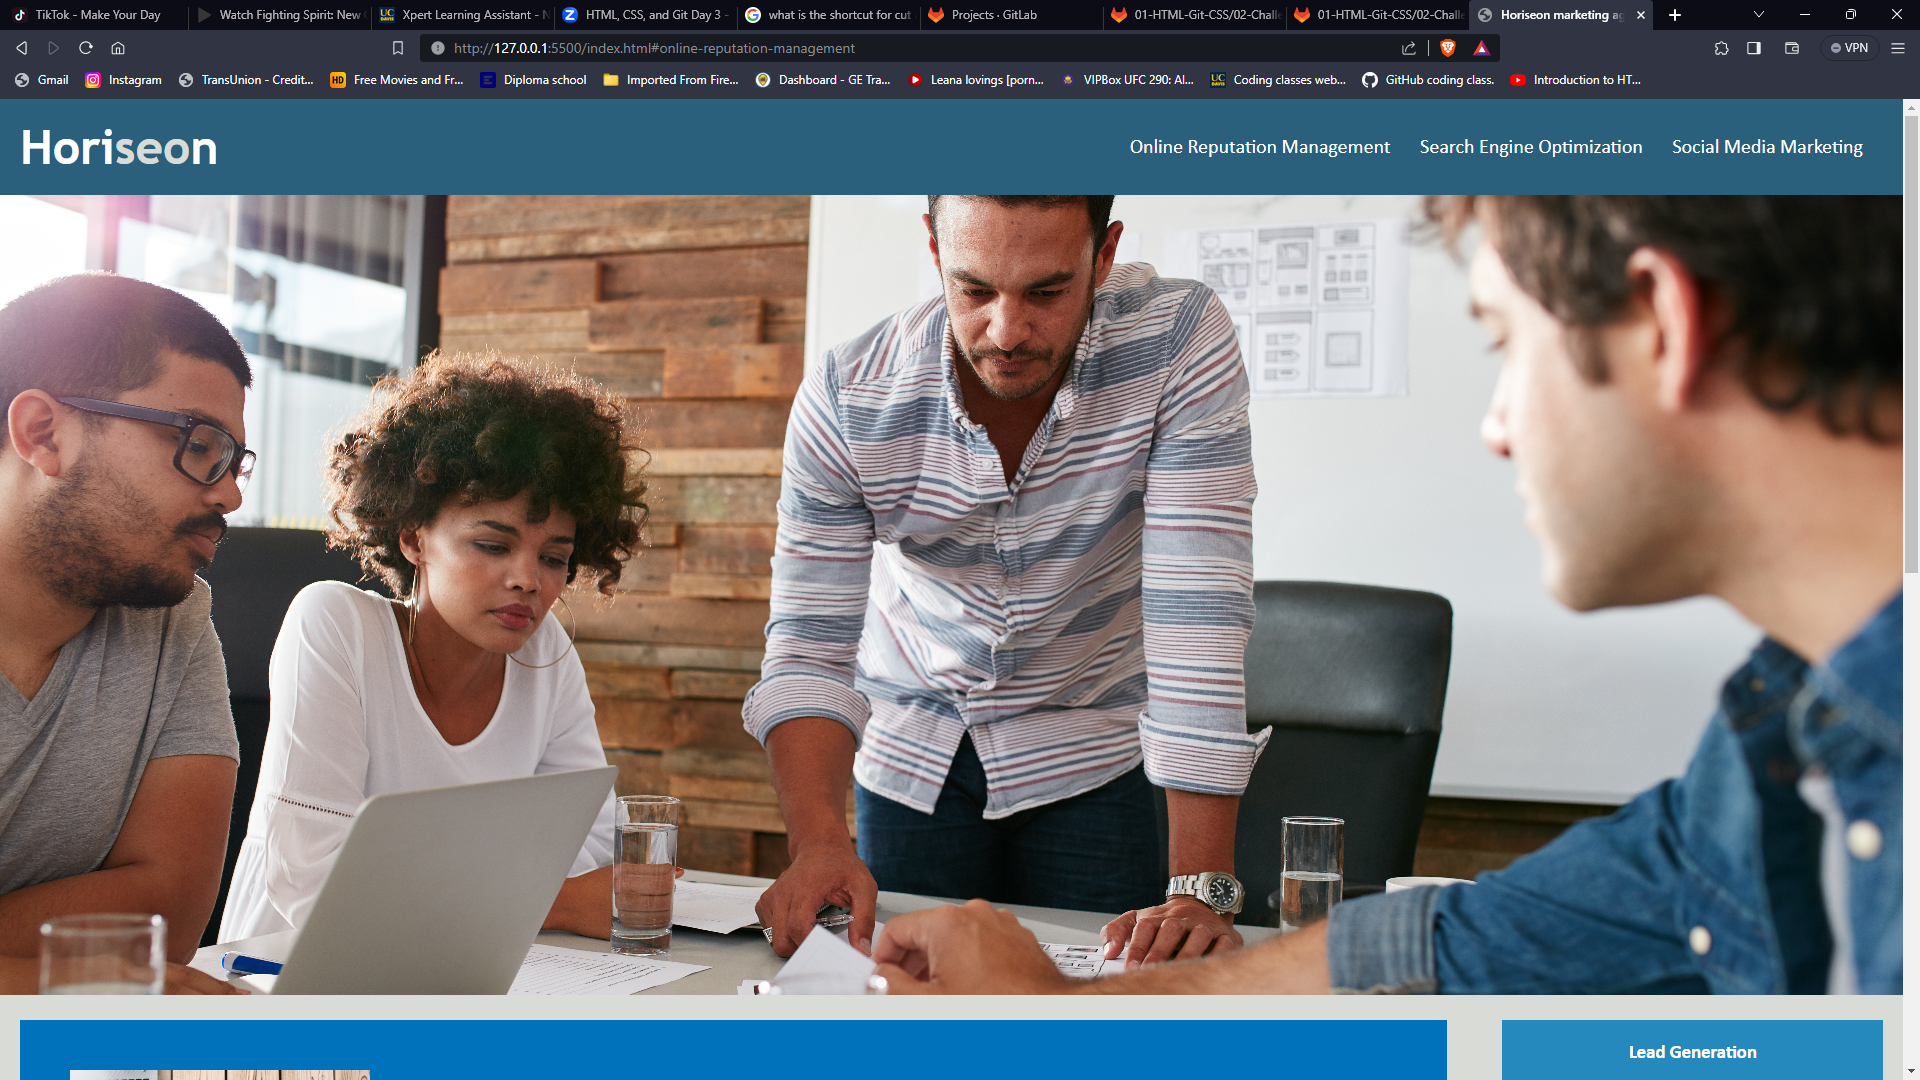 TikTok - Make Your Day
Watch Fighting Spirit: New
Xpert Learning Assistant - N
HTML, CSS, and Git Day 3 -
what is the shortcut for cut
Projects · GitLab
01-HTML-Git-CSS/02-Challe
01-HTML-Git-CSS/02-Challe
Horiseon marketing ag
http://127.0.0.1:5500/index.html#online-reputation-management
VPN
Gmail
Instagram
TransUnion - Credit...
HD
Free Movies and Fr...
Diploma school
Imported From Fire...
Dashboard - GE Tra...
Leana lovings [porn...
VIPBox UFC 290: Al...
UC DAVIS
Coding classes web...
GitHub coding class.
Introduction to HT...
Horiseon
Online Reputation Management
Search Engine Optimization
Social Media Marketing
Lead Generation